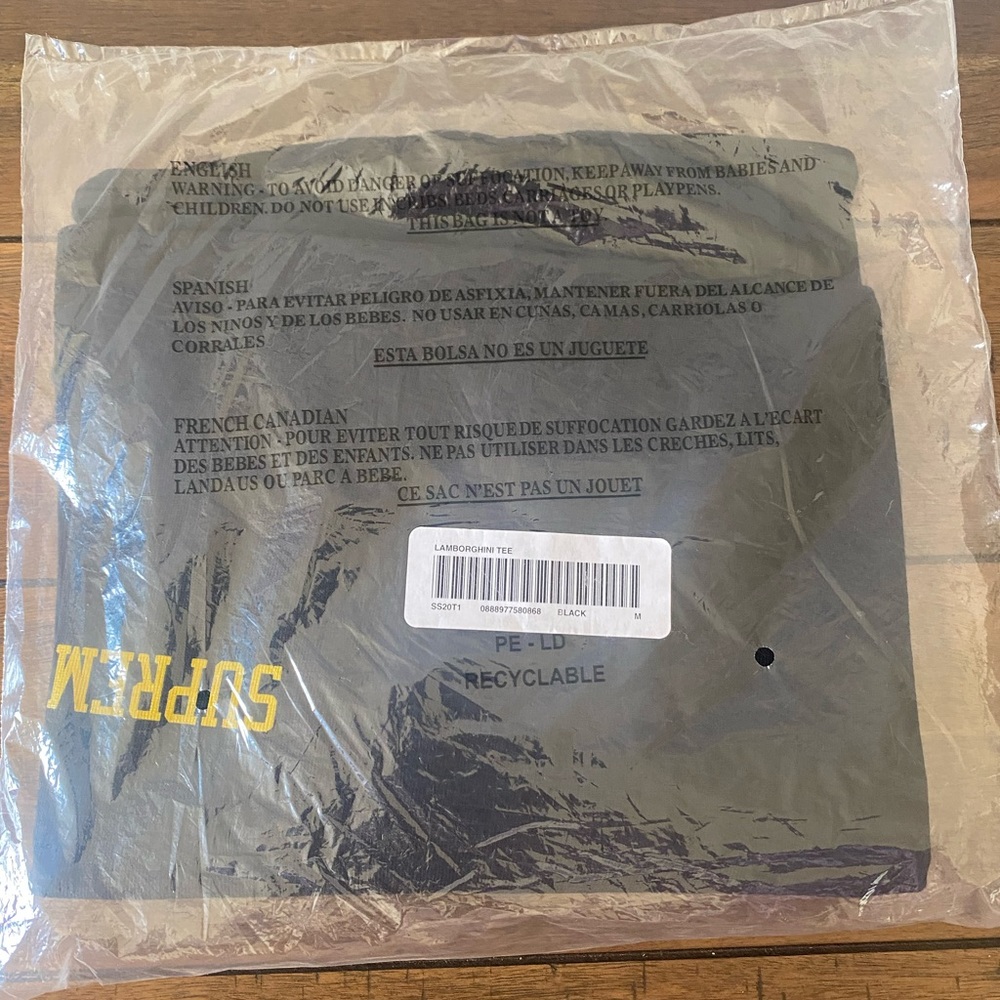 ENGLISH
WARNING - TO AVOID DANGER OF SUFFOCATION, KEEP AWAY FROM BABIES AND
CHILDREN. DO NOT USE IN CRIBS, BEDS, CARRIAGES OR PLAYPENS.
THIS BAG IS NOT A TOY
SPANISH
AVISO - PARA EVITAR PELIGRO DE ASFIXIA, MANTENER FUERA DEL ALCANCE DE
LOS NINOS Y DE LOS BEBES. NO USAR EN CUNAS, CAMAS, CARRIOLAS O
CORRALES
ESTA BOLSA NO ES UN JUGUETE
FRENCH CANADIAN
ATTENTION - POUR EVITER TOUT RISQUE DE SUFFOCATION GARDEZ A L'ECART
DES BEBES ET DES ENFANTS. NE PAS UTILISER DANS LES CRECHES, LITS,
LANDAUS OU PARC A BEBE.
CE SAC N'EST PAS UN JOUET
LAMBORGHINI TEE
SS20T1 0888977580868 BLACK M
PE - LD
RECYCLABLE
SUPREM